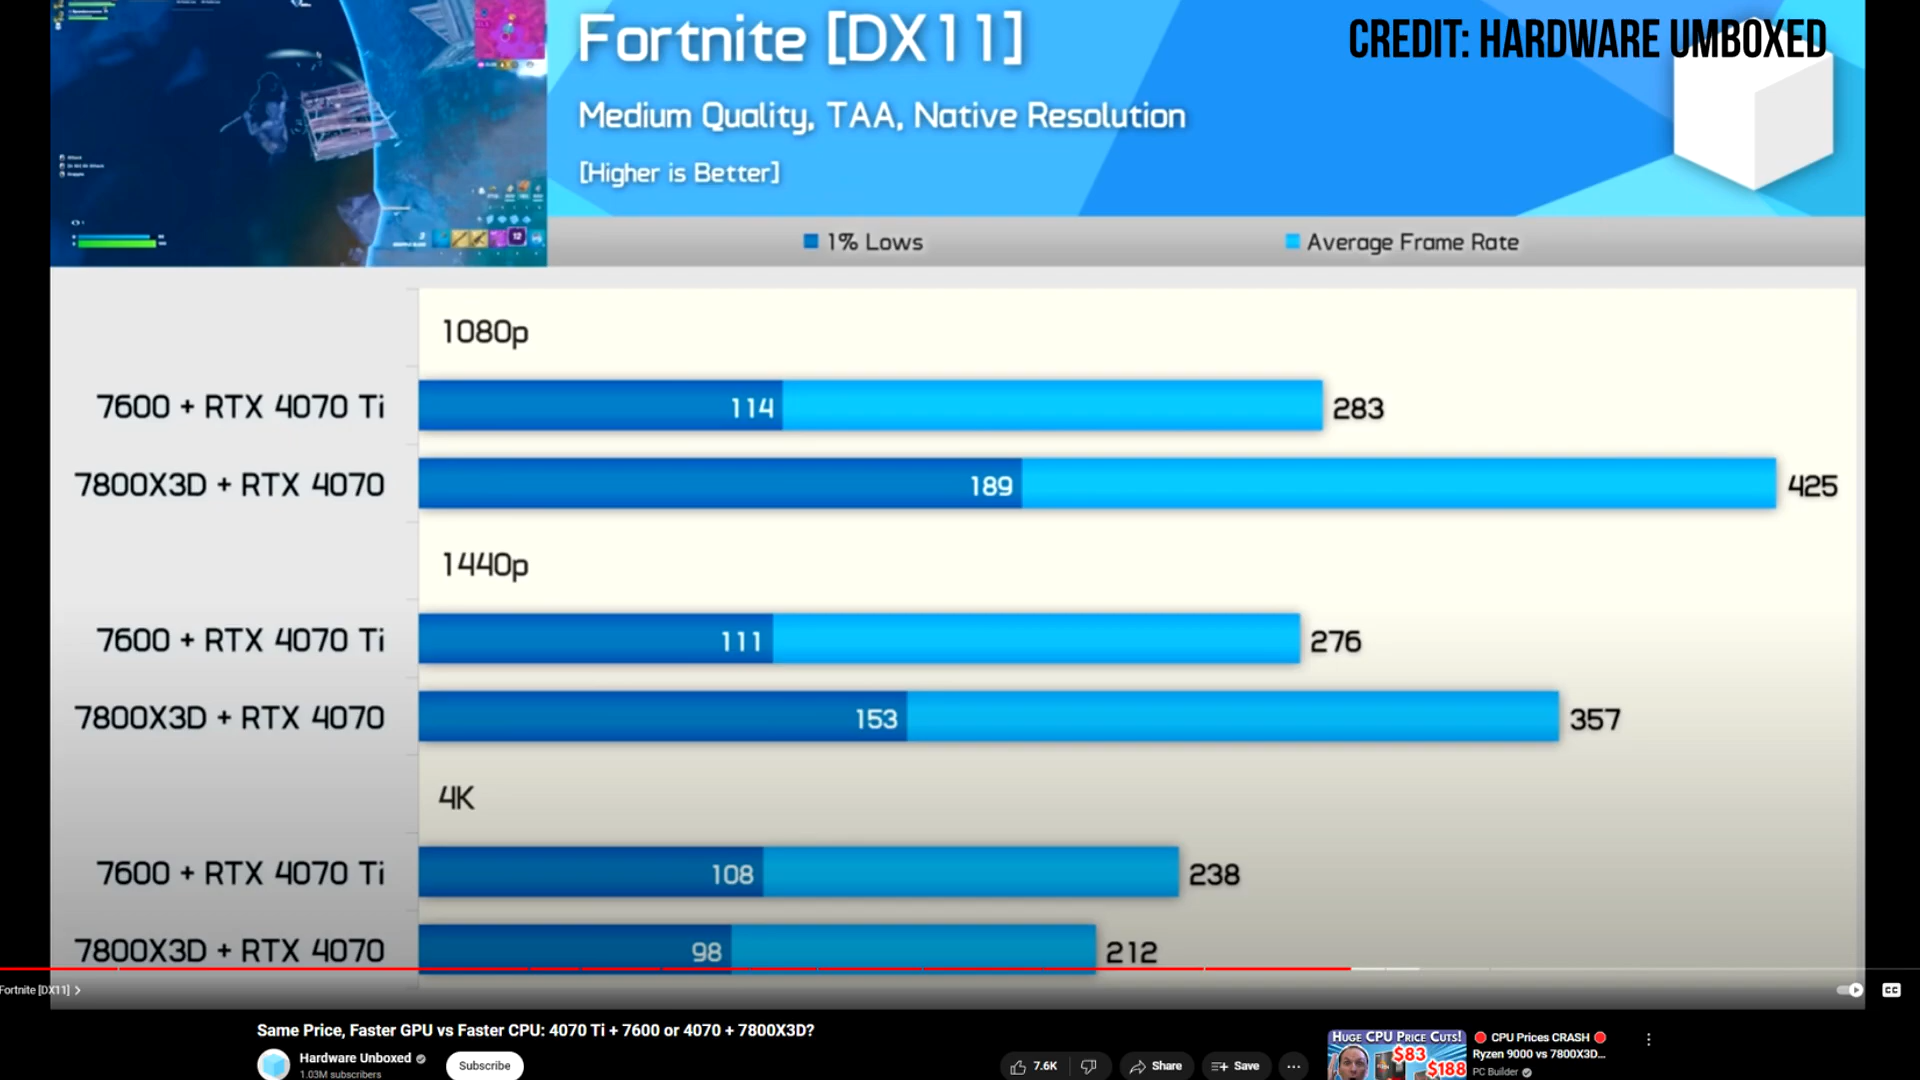 CREDIT: HARDWARE UMBOXED
Fortnite [DX11]
Medium Quality, TAA, Native Resolution
[Higher is Better]
1% Lows
Average Frame Rate
1080p
7600 + RTX 4070 Ti
114
283
7800X3D + RTX 4070
189
425
1440p
7600 + RTX 4070 Ti
111
276
7800X3D + RTX 4070
153
357
4K
7600 + RTX 4070 Ti
108
238
7800X3D + RTX 4070
98
212
Fortnite [DX11]
CC
Same Price, Faster GPU vs Faster CPU: 4070 Ti + 7600 or 4070 + 7800X3D?
Hardware Unboxed
1.03M subscribers
Subscribe
7.6K
Share
Save
HUGE CPU PRICE CUTS!
$83
$188
CPU Prices CRASH
Ryzen 9000 vs 7800X3D...
PC Builder